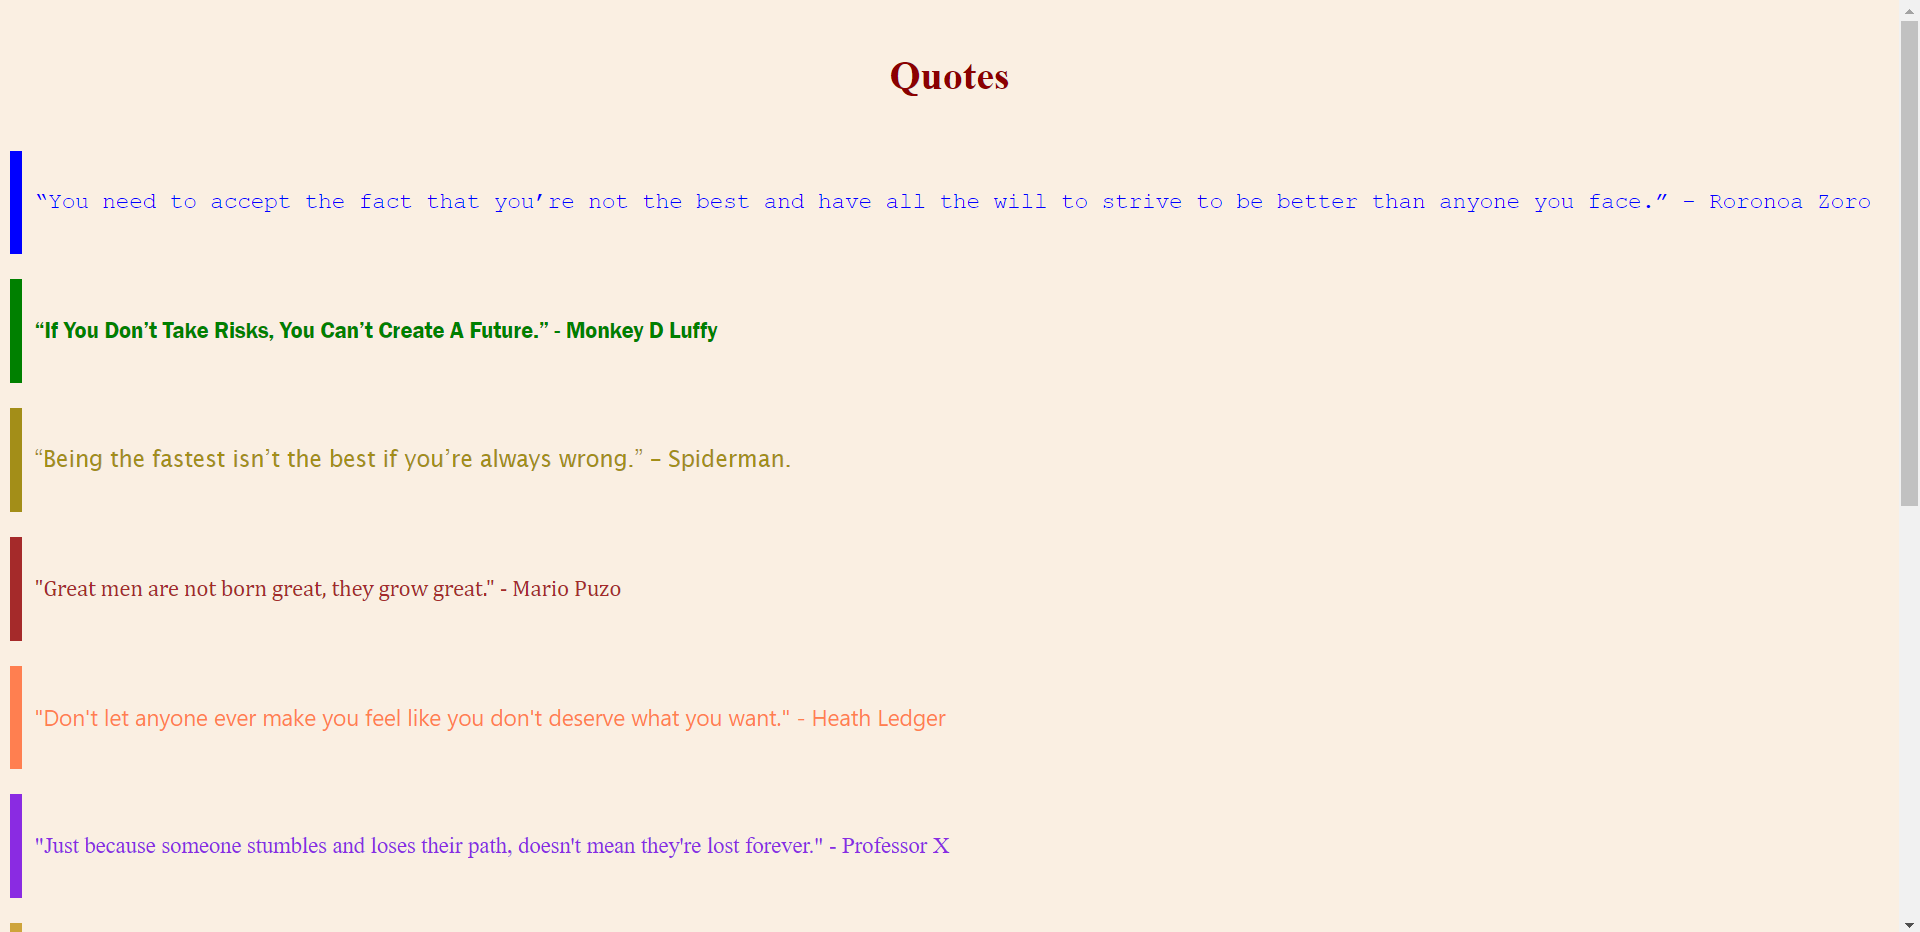 Quotes
“You need to accept the fact that you’re not the best and have all the will to strive to be better than anyone you face.” – Roronoa Zoro
“If You Don’t Take Risks, You Can’t Create A Future.” - Monkey D Luffy
“Being the fastest isn’t the best if you’re always wrong.” – Spiderman.
"Great men are not born great, they grow great." - Mario Puzo
"Don't let anyone ever make you feel like you don't deserve what you want." - Heath Ledger
"Just because someone stumbles and loses their path, doesn't mean they're lost forever." - Professor X